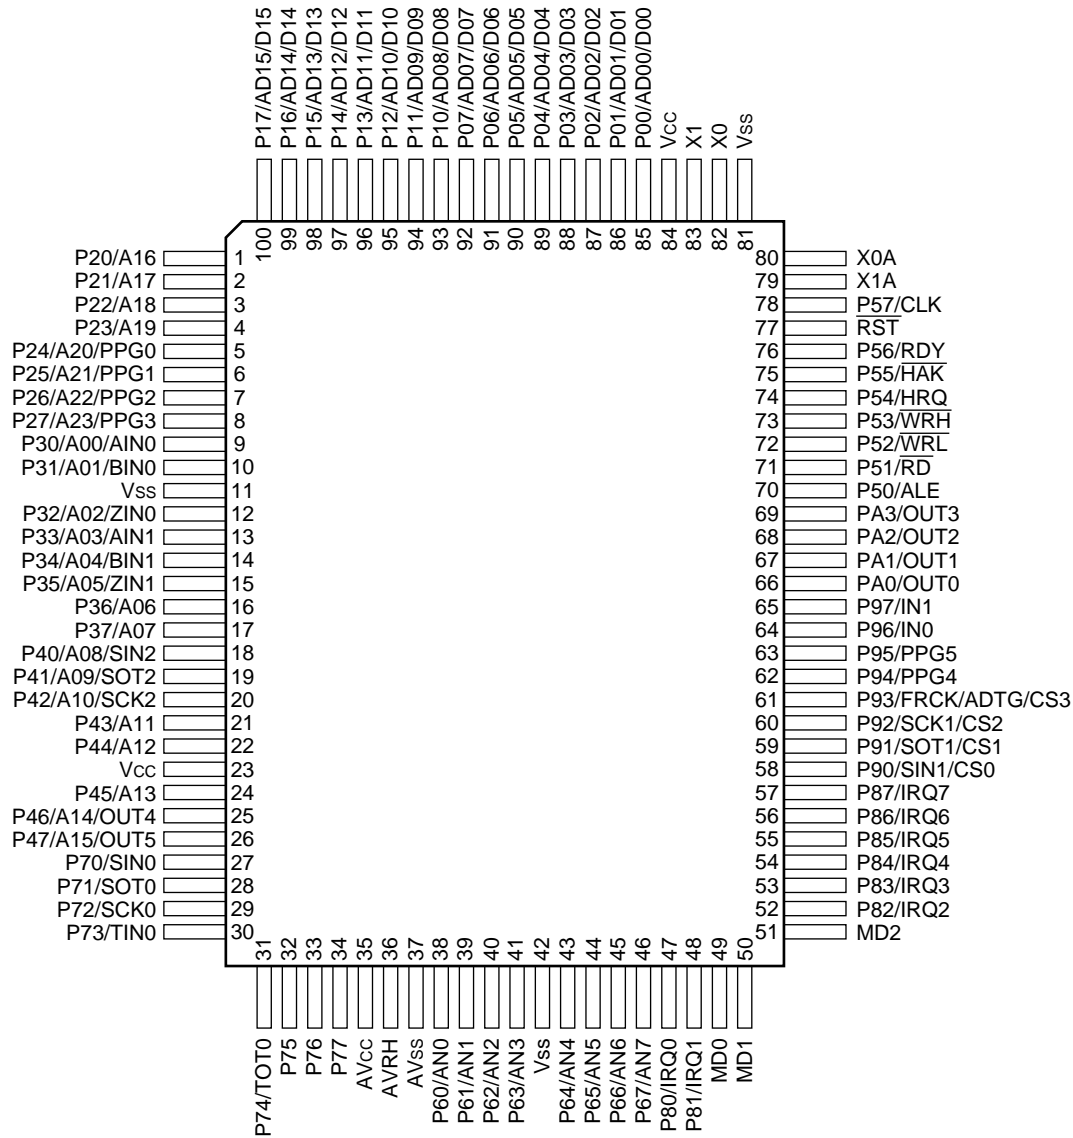 P17/AD15/D15
P16/AD14/D14
P15/AD13/D13
P14/AD12/D12
P13/AD11/D11
P12/AD10/D10
P11/AD09/D09
P10/AD08/D08
P07/AD07/D07
P06/AD06/D06
P05/AD05/D05
P04/AD04/D04
P03/AD03/D03
P02/AD02/D02
P01/AD01/D01
P00/AD00/D00
Vcc
X1
X0
Vss
100
99
98
97
96
95
94
93
92
91
90
89
88
87
86
85
84
83
82
81
P20/A16 1
P21/A17 2
P22/A18 3
P23/A19 4
P24/A20/PPG0 5
P25/A21/PPG1 6
P26/A22/PPG2 7
P27/A23/PPG3 8
P30/A00/AIN0 9
P31/A01/BIN0 10
Vss 11
P32/A02/ZIN0 12
P33/A03/AIN1 13
P34/A04/BIN1 14
P35/A05/ZIN1 15
P36/A06 16
P37/A07 17
P40/A08/SIN2 18
P41/A09/SOT2 19
P42/A10/SCK2 20
P43/A11 21
P44/A12 22
Vcc 23
P45/A13 24
P46/A14/OUT4 25
P47/A15/OUT5 26
P70/SIN0 27
P71/SOT0 28
P72/SCK0 29
P73/TIN0 30
80 X0A
79 X1A
78 P57/CLK
77 RST
76 P56/RDY
75 P55/HAK
74 P54/HRQ
73 P53/WRH
72 P52/WRL
71 P51/RD
70 P50/ALE
69 PA3/OUT3
68 PA2/OUT2
67 PA1/OUT1
66 PA0/OUT0
65 P97/IN1
64 P96/IN0
63 P95/PPG5
62 P94/PPG4
61 P93/FRCK/ADTG/CS3
60 P92/SCK1/CS2
59 P91/SOT1/CS1
58 P90/SIN1/CS0
57 P87/IRQ7
56 P86/IRQ6
55 P85/IRQ5
54 P84/IRQ4
53 P83/IRQ3
52 P82/IRQ2
51 MD2
31
32
33
34
35
36
37
38
39
40
41
42
43
44
45
46
47
48
49
50
P74/TOT0
P75
P76
P77
AVcc
AVRH
AVss
P60/AN0
P61/AN1
P62/AN2
P63/AN3
Vss
P64/AN4
P65/AN5
P66/AN6
P67/AN7
P80/IRQ0
P81/IRQ1
MD0
MD1